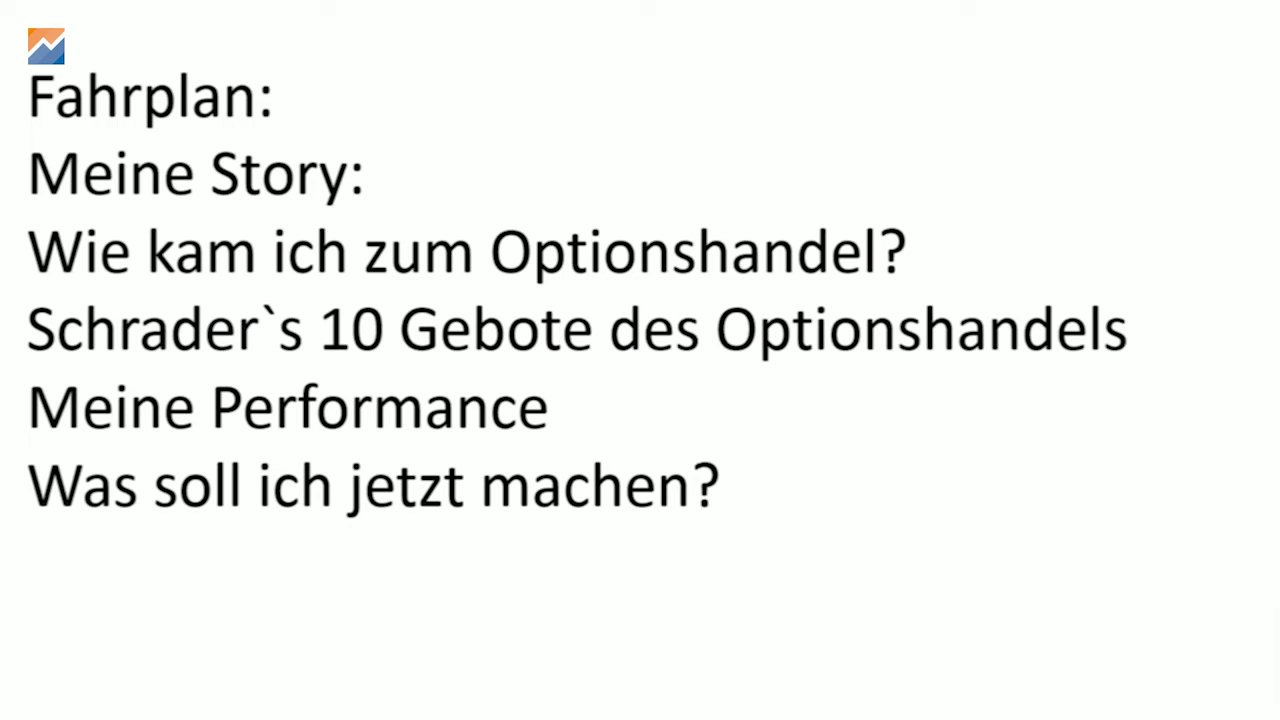 Fahrplan:
Meine Story:
Wie kam ich zum Optionshandel?
Schrader`s 10 Gebote des Optionshandels
Meine Performance
Was soll ich jetzt machen?